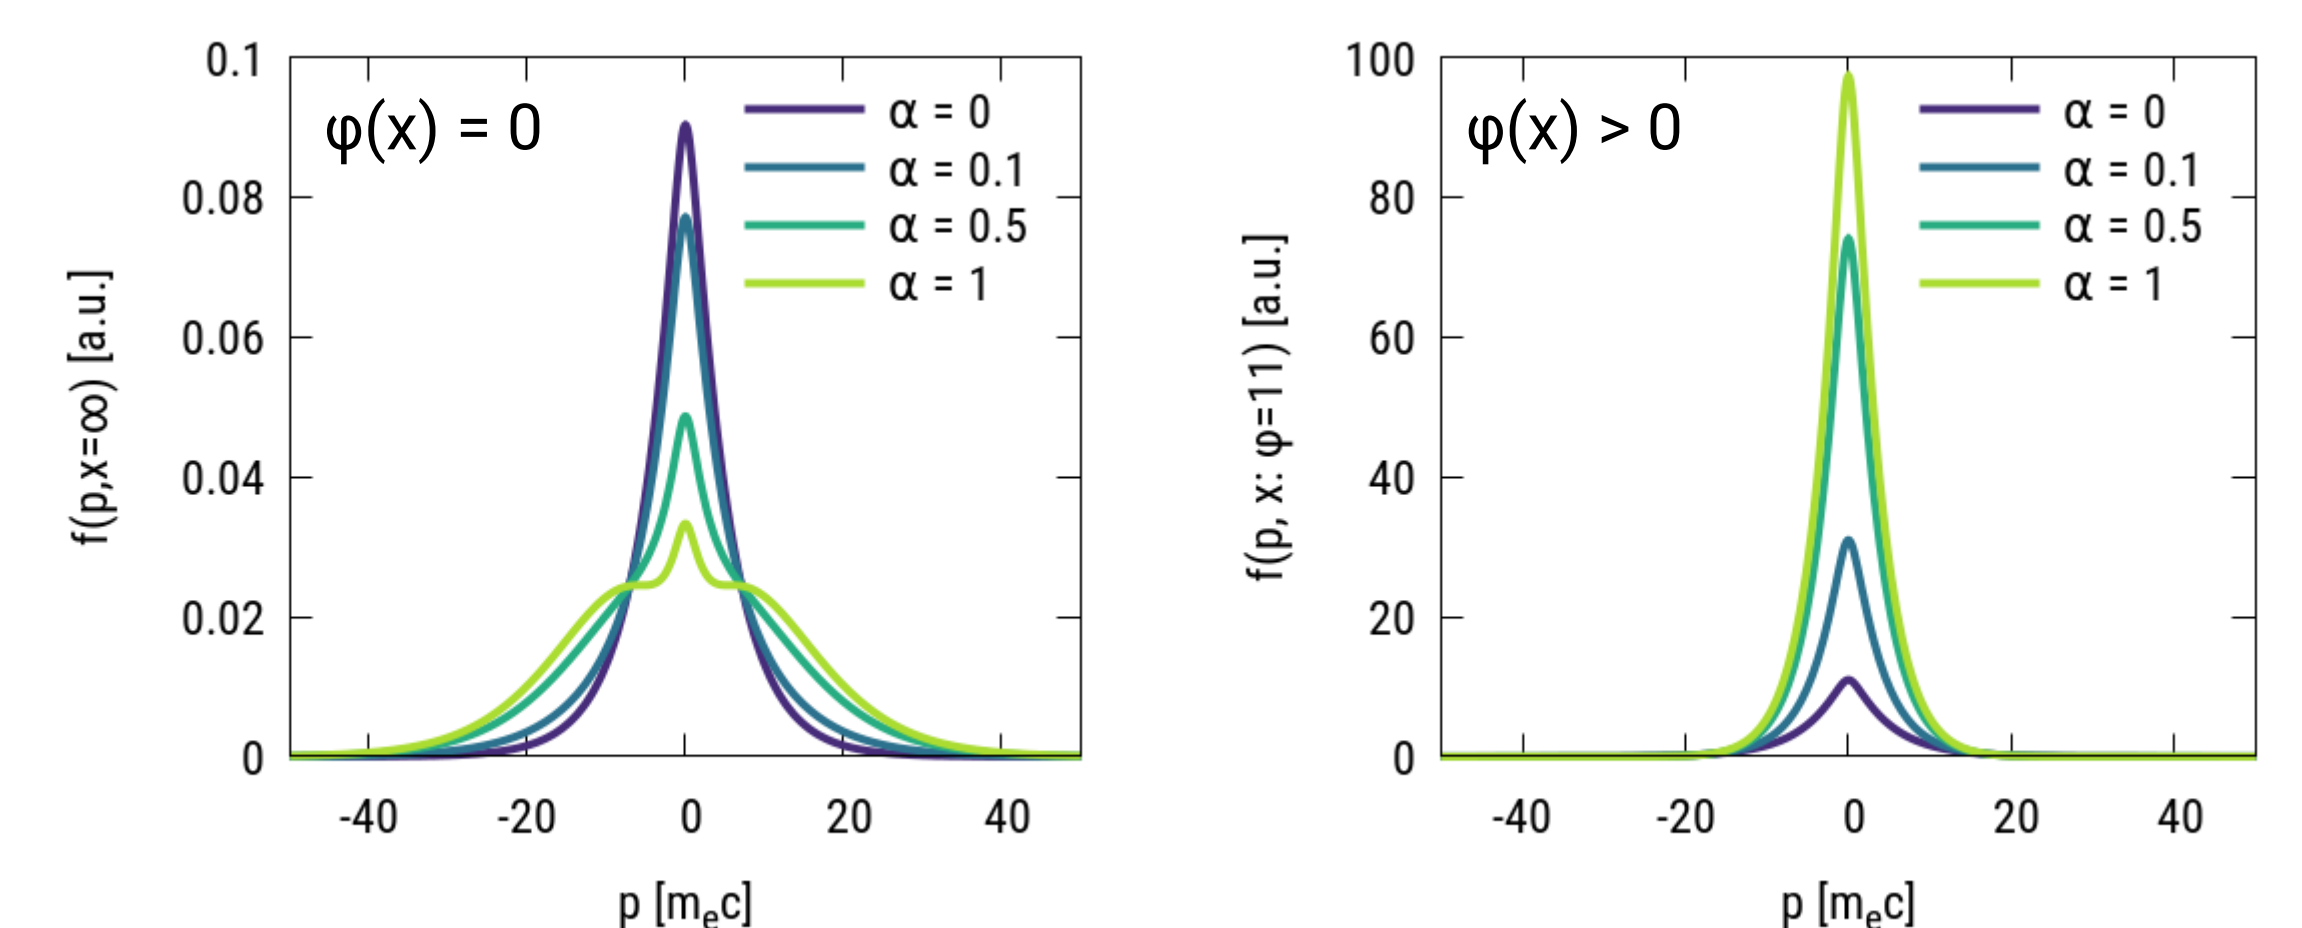 φ(x) = 0
α = 0
α = 0.1
α = 0.5
α = 1
0.1
0.08
0.06
0.04
0.02
0
f(p,x=∞) [a.u.]
-40 -20 0 20 40
p [mₑc]
φ(x) > 0
α = 0
α = 0.1
α = 0.5
α = 1
100
80
60
40
20
0
f(p, x: φ=11) [a.u.]
-40 -20 0 20 40
p [mₑc]